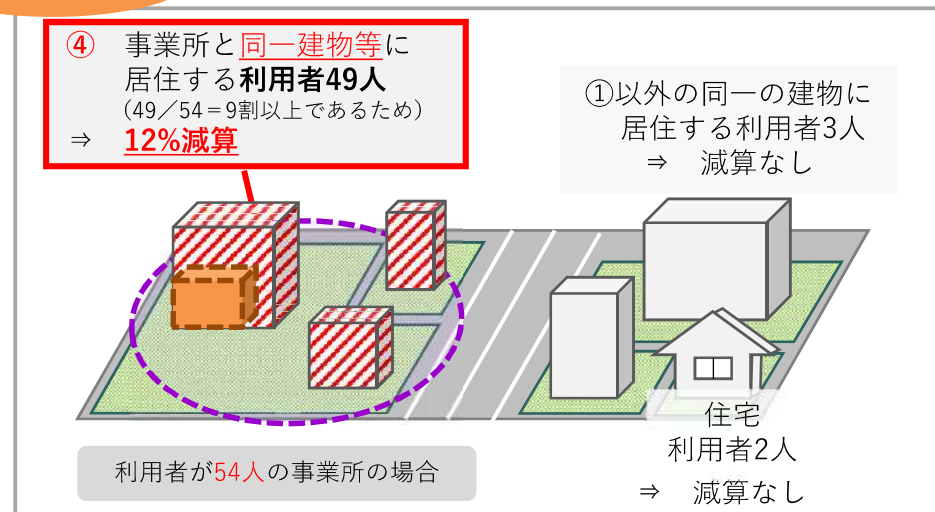 ④ 事業所と同一建物等に
居住する利用者49人
(49／54＝9割以上であるため)
⇒ 12%減算
①以外の同一の建物に
居住する利用者3人
⇒ 減算なし
住宅
利用者2人
⇒ 減算なし
利用者が54人の事業所の場合